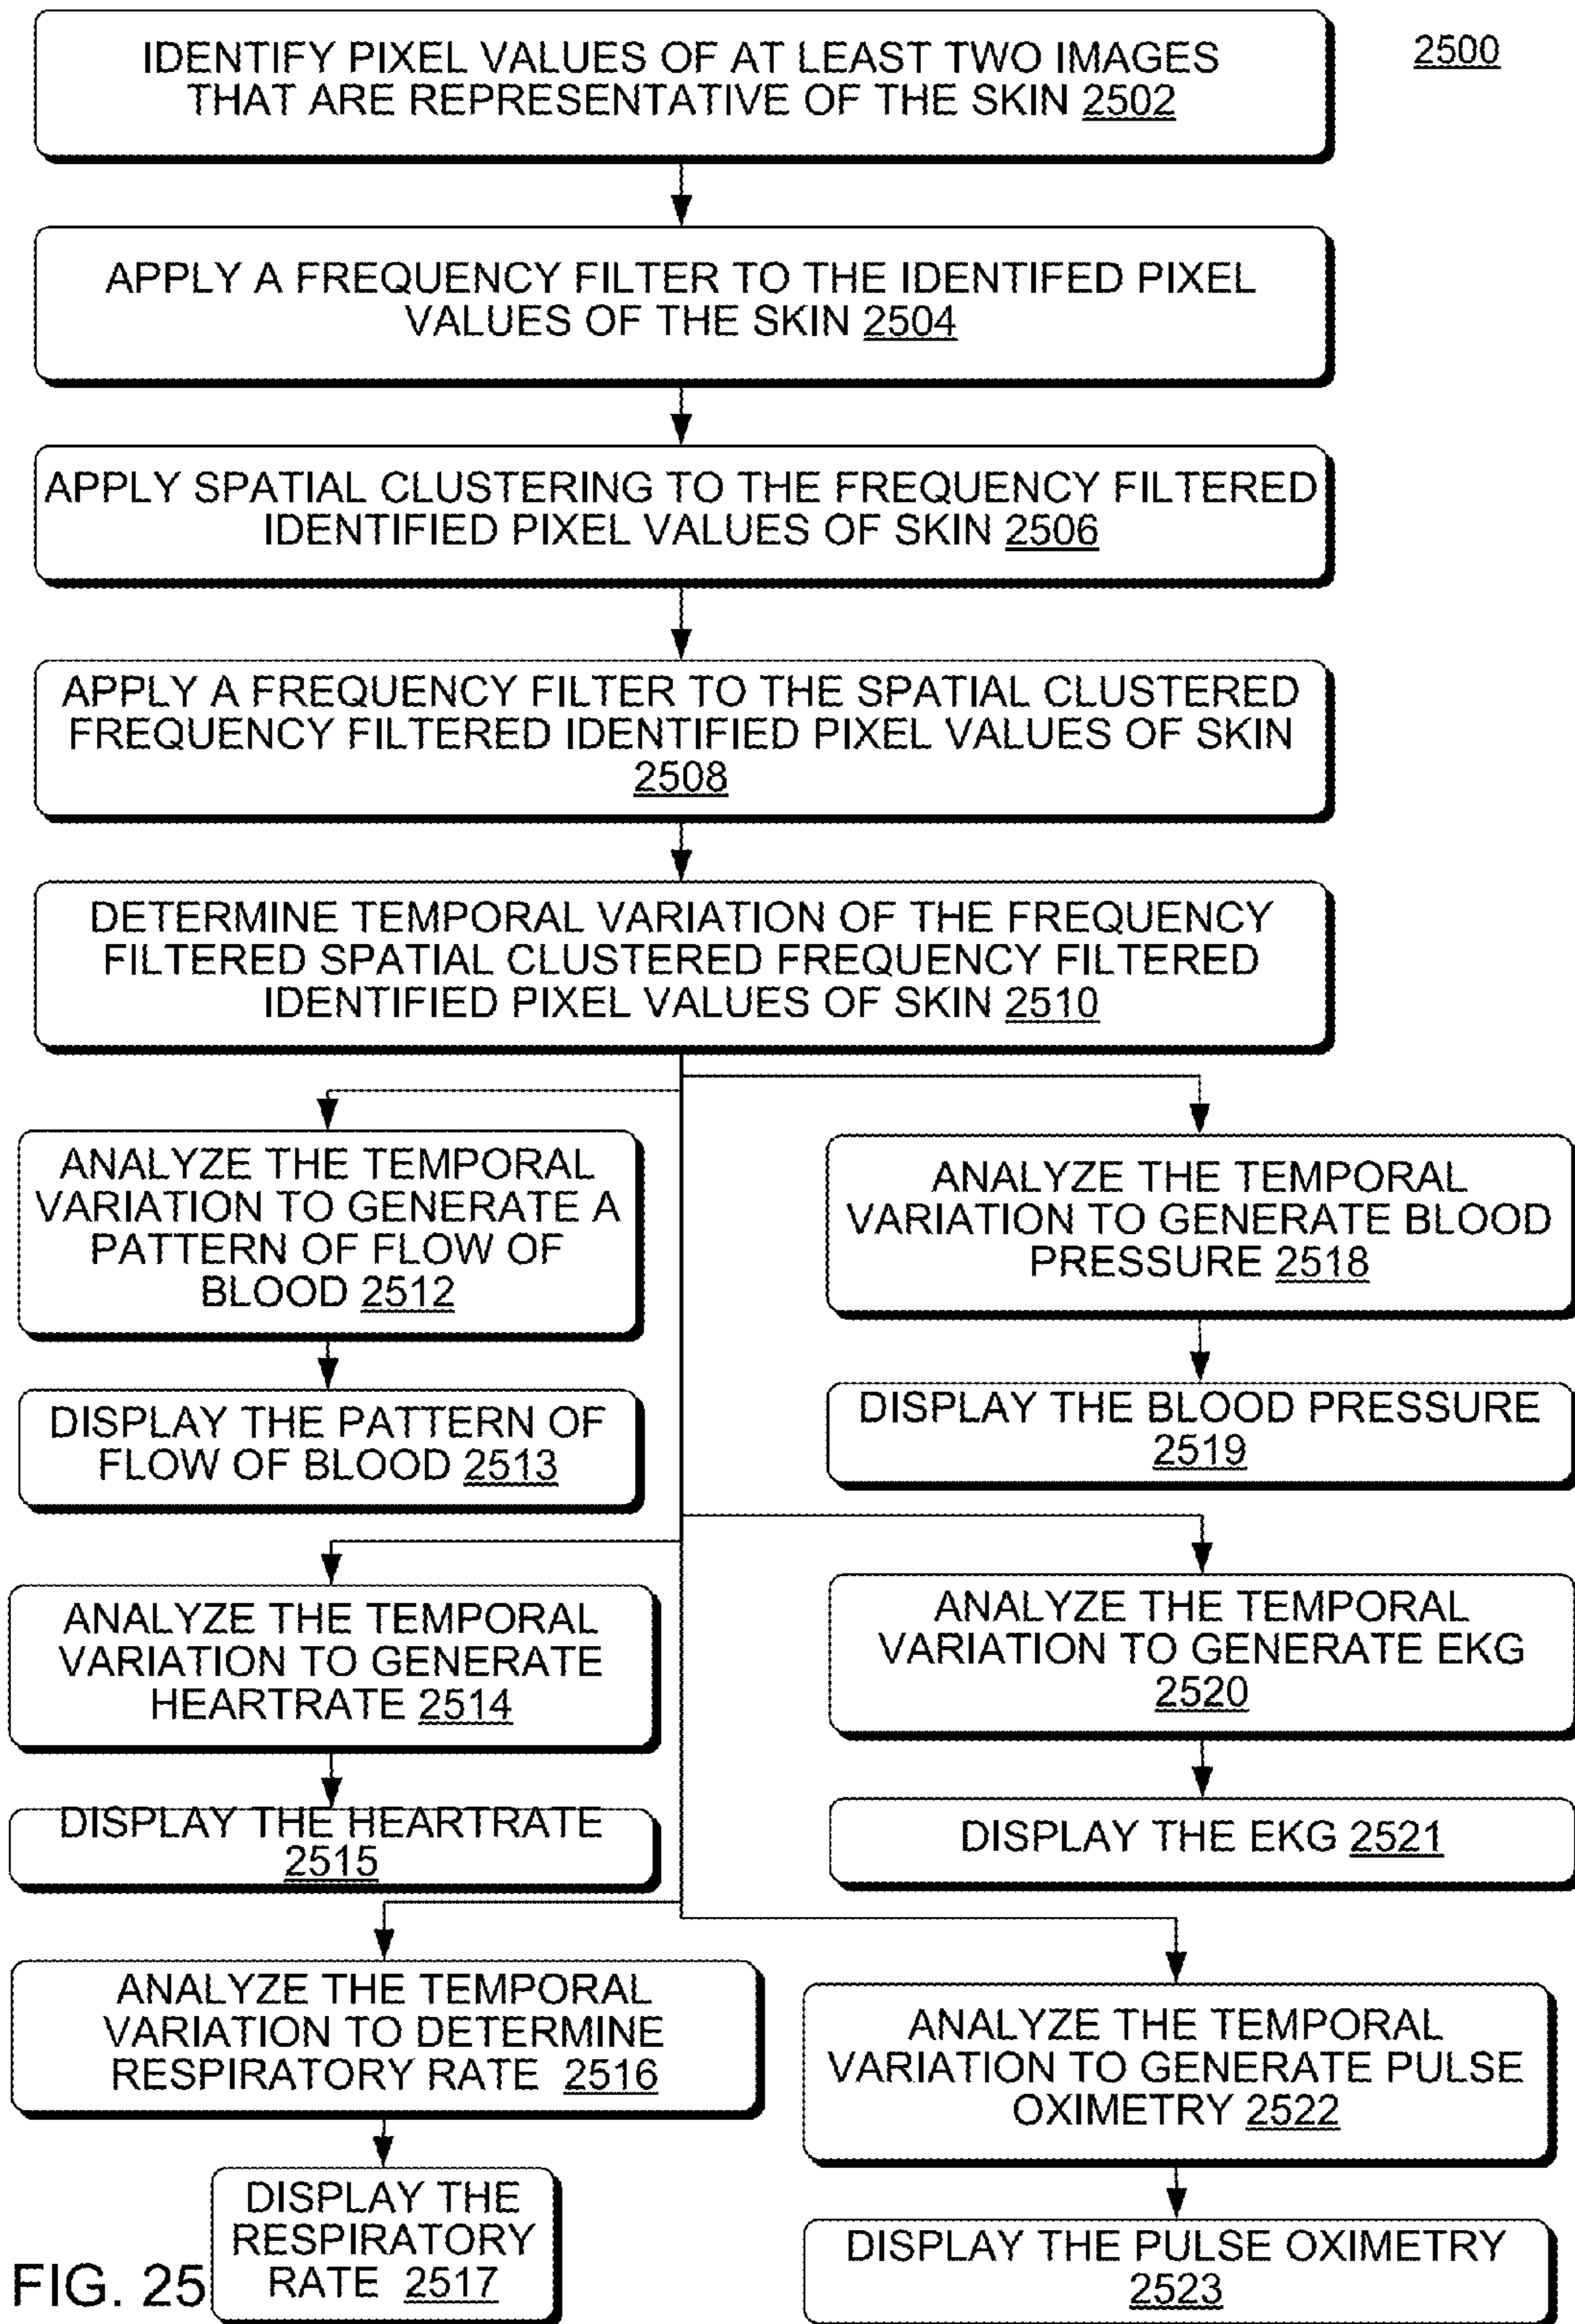 2500
IDENTIFY PIXEL VALUES OF AT LEAST TWO IMAGES
THAT ARE REPRESENTATIVE OF THE SKIN 2502
APPLY A FREQUENCY FILTER TO THE IDENTIFED PIXEL
VALUES OF THE SKIN 2504
APPLY SPATIAL CLUSTERING TO THE FREQUENCY FILTERED
IDENTIFIED PIXEL VALUES OF SKIN 2506
APPLY A FREQUENCY FILTER TO THE SPATIAL CLUSTERED
FREQUENCY FILTERED IDENTIFIED PIXEL VALUES OF SKIN
2508
DETERMINE TEMPORAL VARIATION OF THE FREQUENCY
FILTERED SPATIAL CLUSTERED FREQUENCY FILTERED
IDENTIFIED PIXEL VALUES OF SKIN 2510
ANALYZE THE TEMPORAL
VARIATION TO GENERATE A
PATTERN OF FLOW OF
BLOOD 2512
DISPLAY THE PATTERN OF
FLOW OF BLOOD 2513
ANALYZE THE TEMPORAL
VARIATION TO GENERATE BLOOD
PRESSURE 2518
DISPLAY THE BLOOD PRESSURE
2519
ANALYZE THE TEMPORAL
VARIATION TO GENERATE
HEARTRATE 2514
DISPLAY THE HEARTRATE
2515
ANALYZE THE TEMPORAL
VARIATION TO GENERATE EKG
2520
DISPLAY THE EKG 2521
ANALYZE THE TEMPORAL
VARIATION TO DETERMINE
RESPIRATORY RATE 2516
DISPLAY THE
RESPIRATORY
RATE 2517
ANALYZE THE TEMPORAL
VARIATION TO GENERATE PULSE
OXIMETRY 2522
DISPLAY THE PULSE OXIMETRY
2523
FIG. 25